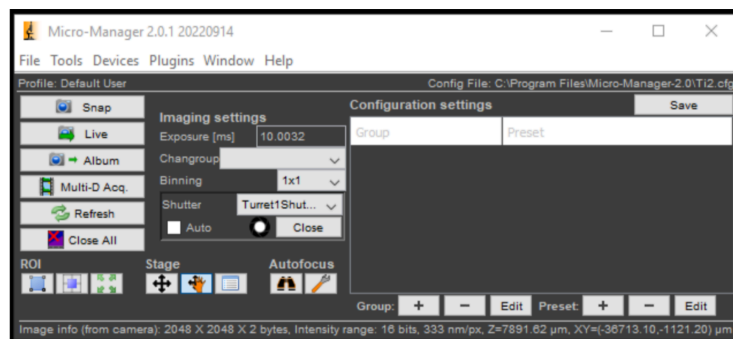 Micro-Manager 2.0.1 20220914
File Tools Devices Plugins Window Help
Profile: Default User
Config File: C:\Program Files\Micro-Manager-2.0\Ti2.cfg
Snap
Live
Album
Multi-D Acq.
Refresh
Close All
Imaging settings
Exposure [ms] 10.0032
Changroup
Binning 1x1
Shutter Turret1Shut...
Auto Close
Configuration settings Save
Group Preset
ROI Stage Autofocus
Group: + − Edit Preset: + − Edit
Image info (from camera): 2048 X 2048 X 2 bytes, Intensity range: 16 bits, 333 nm/px, Z=7891.62 µm, XY=(-36713.10,-1121.20) µm